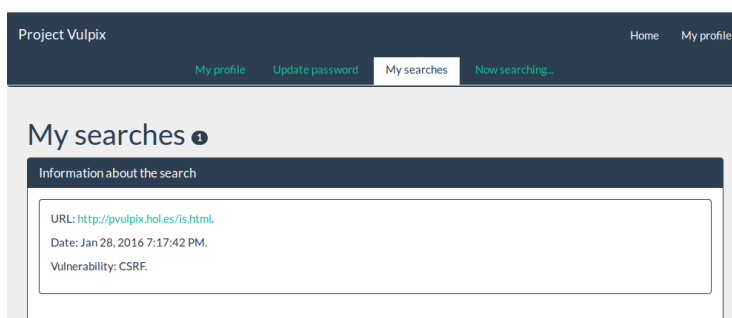 Project Vulpix
Home My profile
My profile Update password My searches Now searching...
My searches 1
Information about the search
URL: http://pvulpix.hol.es/is.html.
Date: Jan 28, 2016 7:17:42 PM.
Vulnerability: CSRF.